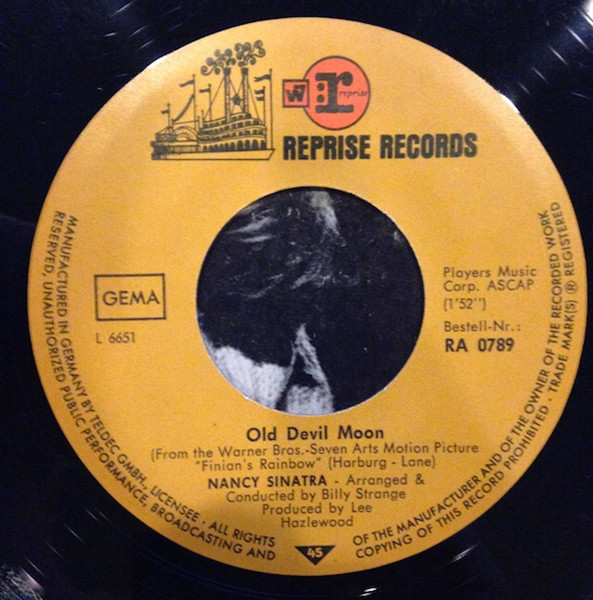 W7
r
reprise
REPRISE RECORDS
GEMA
L 6651
Players Music
Corp. ASCAP
(1'52'')
Bestell-Nr.:
RA 0789
Old Devil Moon
(From the Warner Bros.-Seven Arts Motion Picture
"Finian's Rainbow" (Harburg - Lane)
NANCY SINATRA - Arranged &
Conducted by Billy Strange
Produced by Lee
Hazlewood
45
MANUFACTURED IN GERMANY BY TELDEC GMBH., LICENSEE · ALL RIGHTS
RESERVED, UNAUTHORIZED PUBLIC PERFORMANCE, BROADCASTING AND
OF THE MANUFACTURER AND OF THE OWNER OF THE RECORDED WORK
COPYING OF THIS RECORD PROHIBITED · TRADE MARK(S) ® REGISTERED